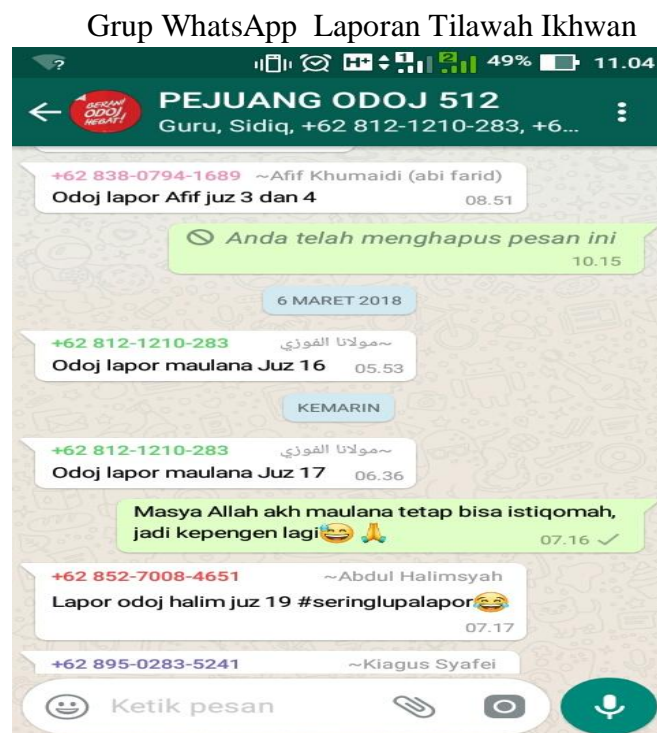 Grup WhatsApp Laporan Tilawah Ikhwan
? H+ 1 2 49% 11.04
BERANI ODOJ HEBAT!
PEJUANG ODOJ 512
Guru, Sidiq, +62 812-1210-283, +6...
+62 838-0794-1689 ~Afif Khumaidi (abi farid)
Odoj lapor Afif juz 3 dan 4 08.51
Anda telah menghapus pesan ini
10.15
6 MARET 2018
+62 812-1210-283 ~مولانا الفوزي
Odoj lapor maulana Juz 16 05.53
KEMARIN
+62 812-1210-283 ~مولانا الفوزي
Odoj lapor maulana Juz 17 06.36
Masya Allah akh maulana tetap bisa istiqomah,
jadi kepengen lagi😅 🙏 07.16
+62 852-7008-4651 ~Abdul Halimsyah
Lapor odoj halim juz 19 #seringlupalapor😂
07.17
+62 895-0283-5241 ~Kiagus Syafei
Ketik pesan